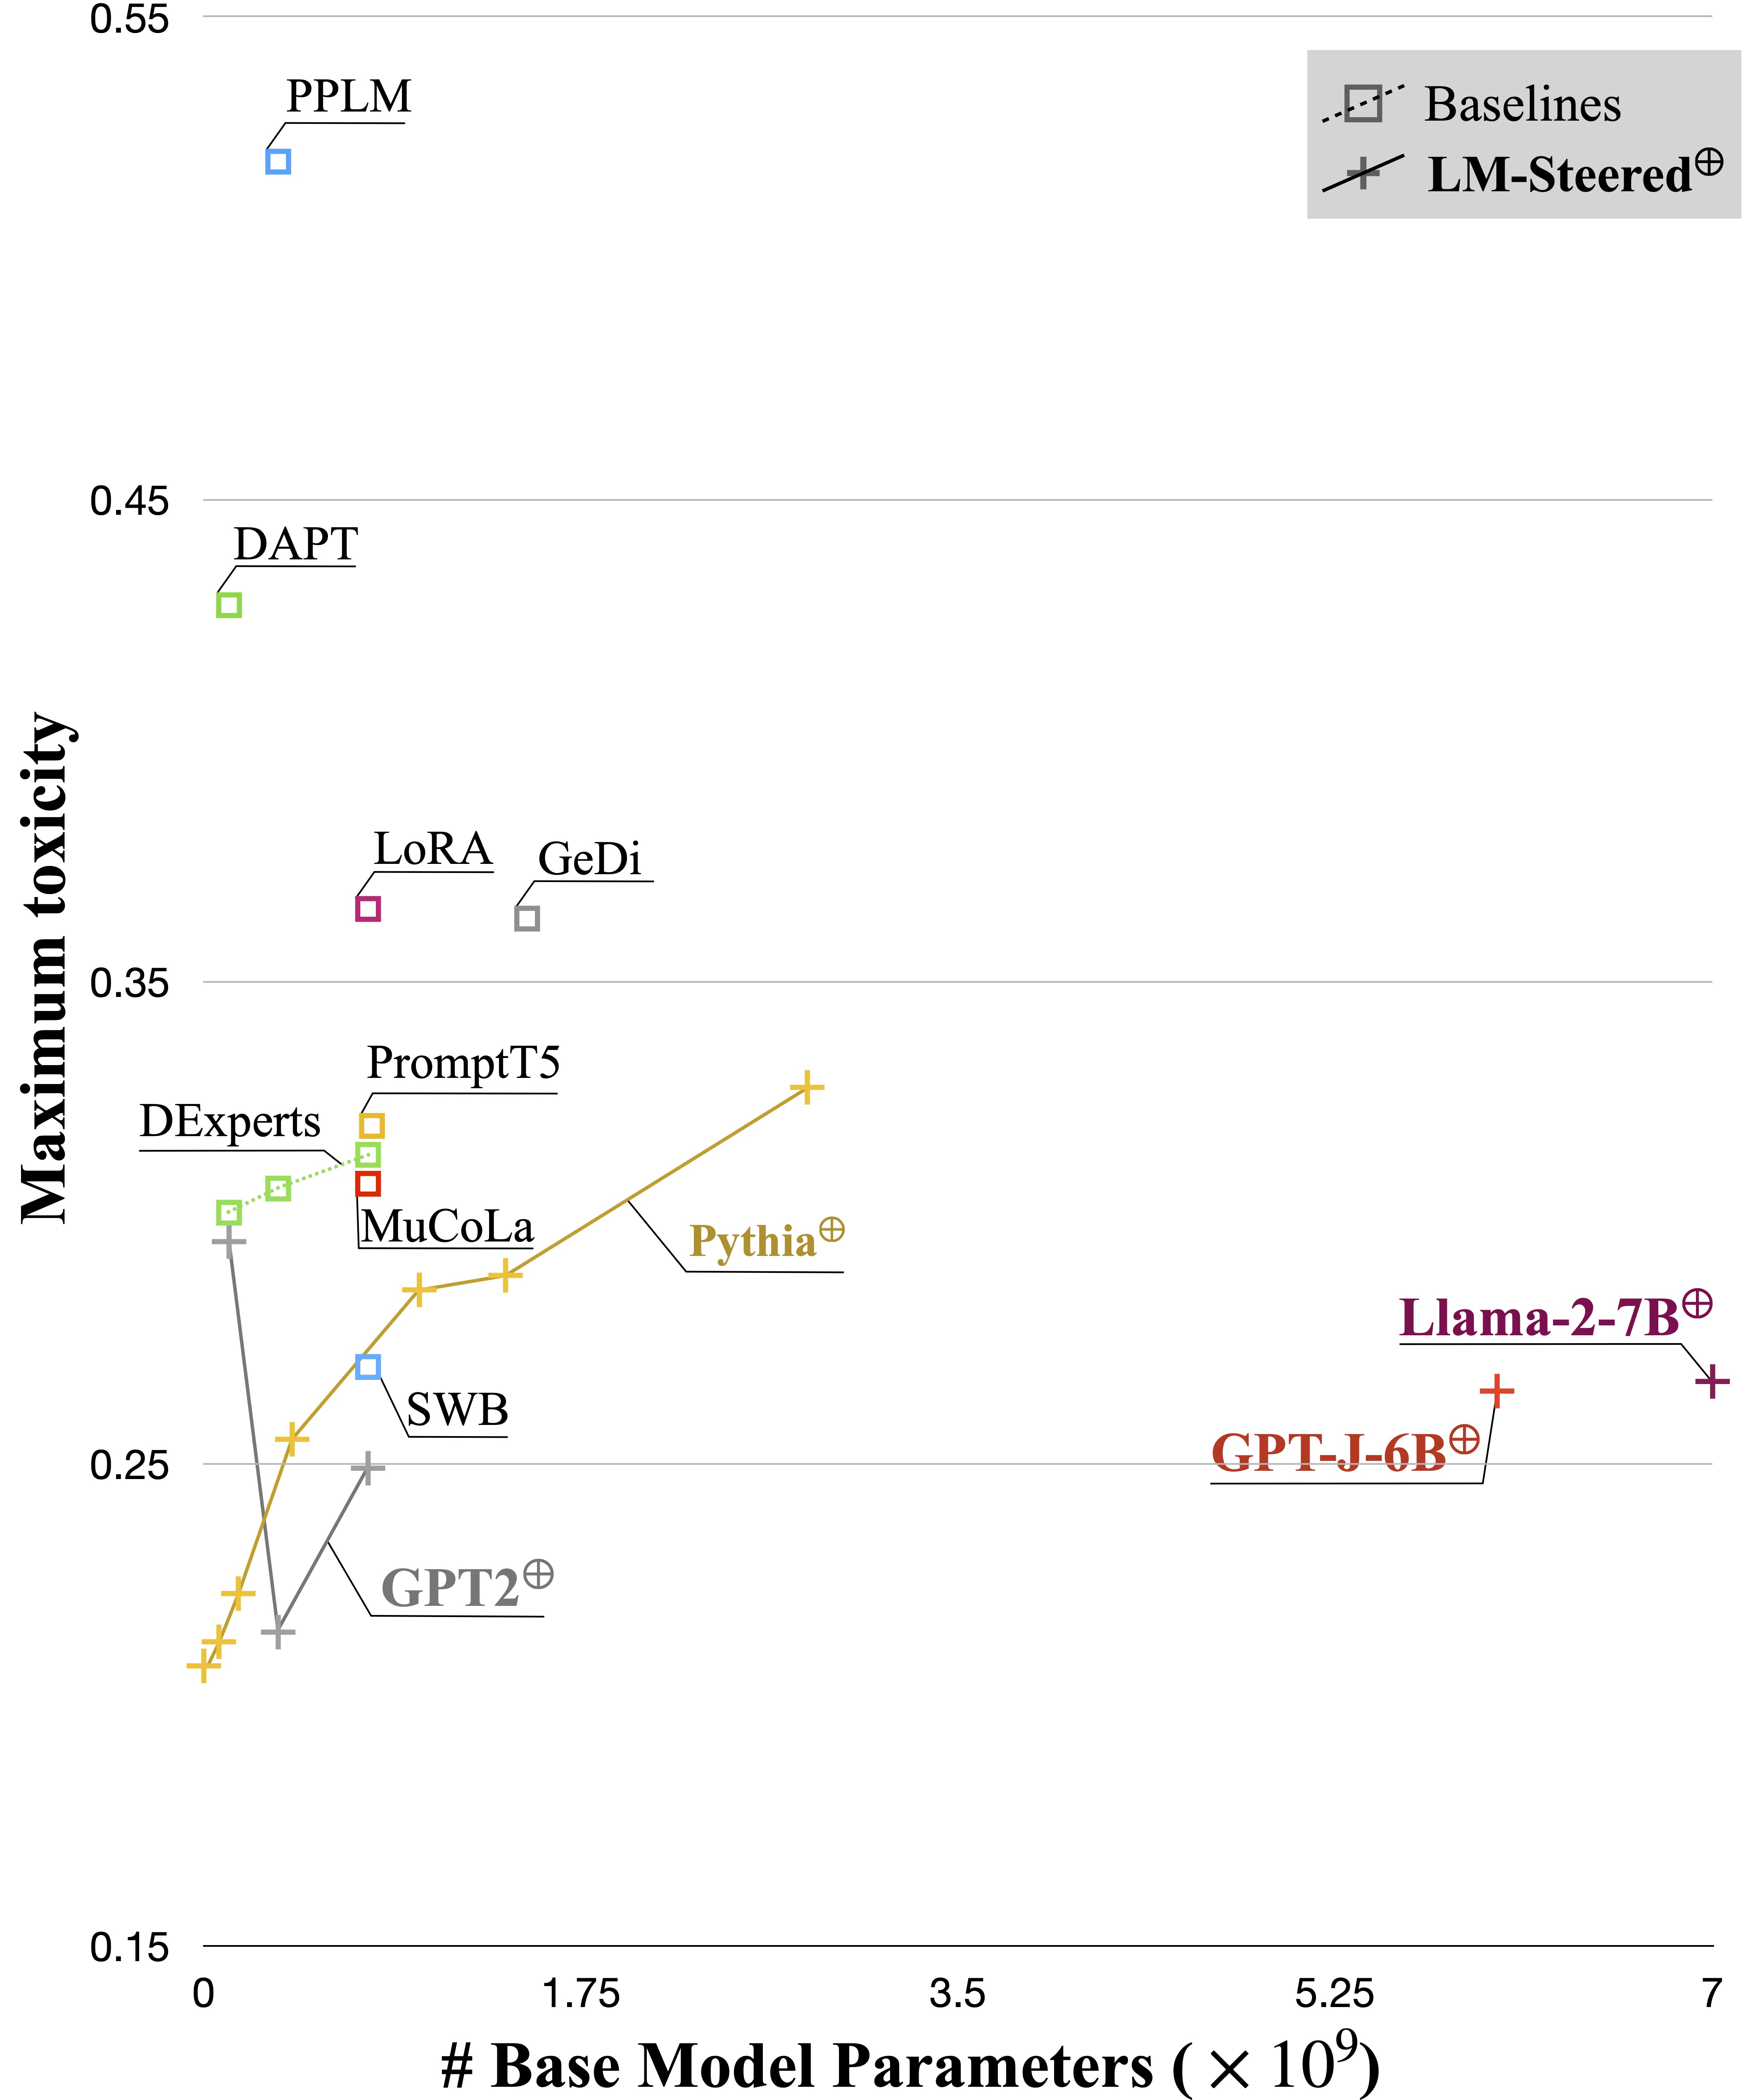 0.55
PPLM
Baselines
LM-Steered⊕
0.45
DAPT
Maximum toxicity
LoRA
GeDi
0.35
PromptT5
DExperts
MuCoLa
Pythia⊕
Llama-2-7B⊕
SWB
GPT-J-6B⊕
0.25
GPT2⊕
0.15
0 1.75 3.5 5.25 7
# Base Model Parameters (× 10⁹)